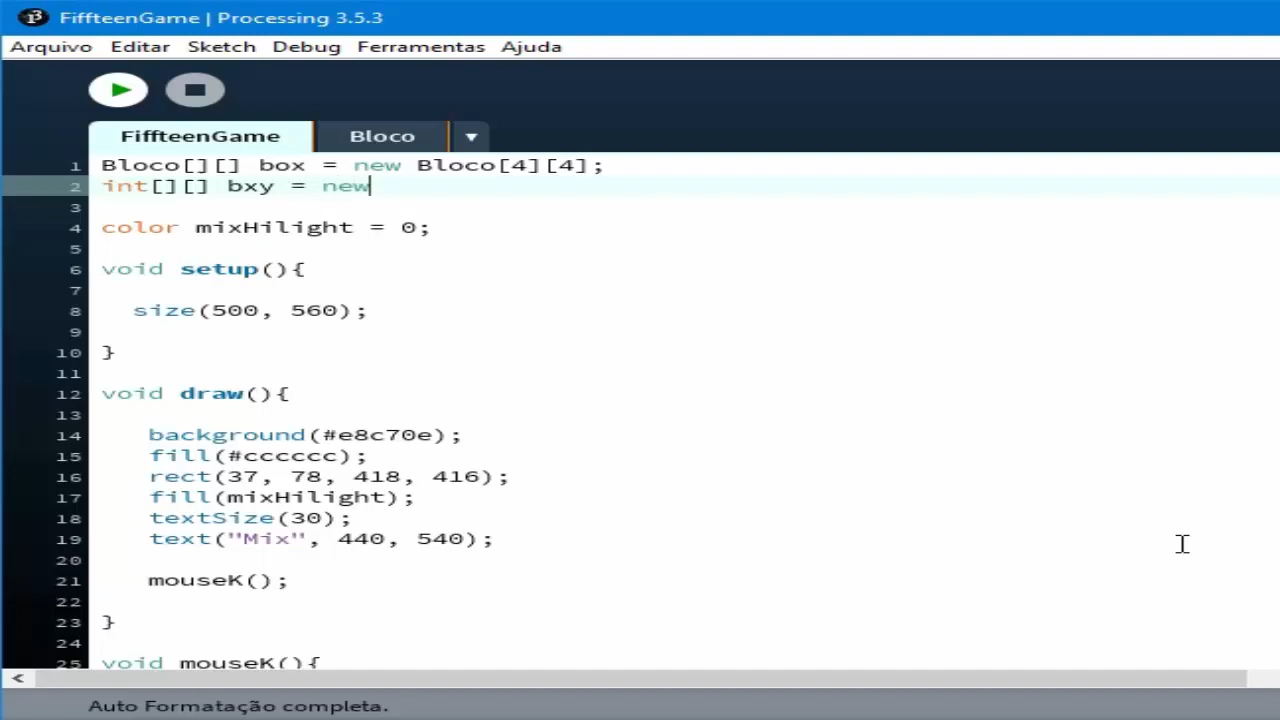 FiffteenGame | Processing 3.5.3
Arquivo Editar Sketch Debug Ferramentas Ajuda
FiffteenGame Bloco
1 Bloco[][] box = new Bloco[4][4];
2 int[][] bxy = new
3
4 color mixHilight = 0;
5
6 void setup(){
7
8 size(500, 560);
9
10 }
11
12 void draw(){
13
14 background(#e8c70e);
15 fill(#cccccc);
16 rect(37, 78, 418, 416);
17 fill(mixHilight);
18 textSize(30);
19 text("Mix", 440, 540);
20
21 mouseK();
22
23 }
24
25 void mouseK(){
Auto Formatação completa.